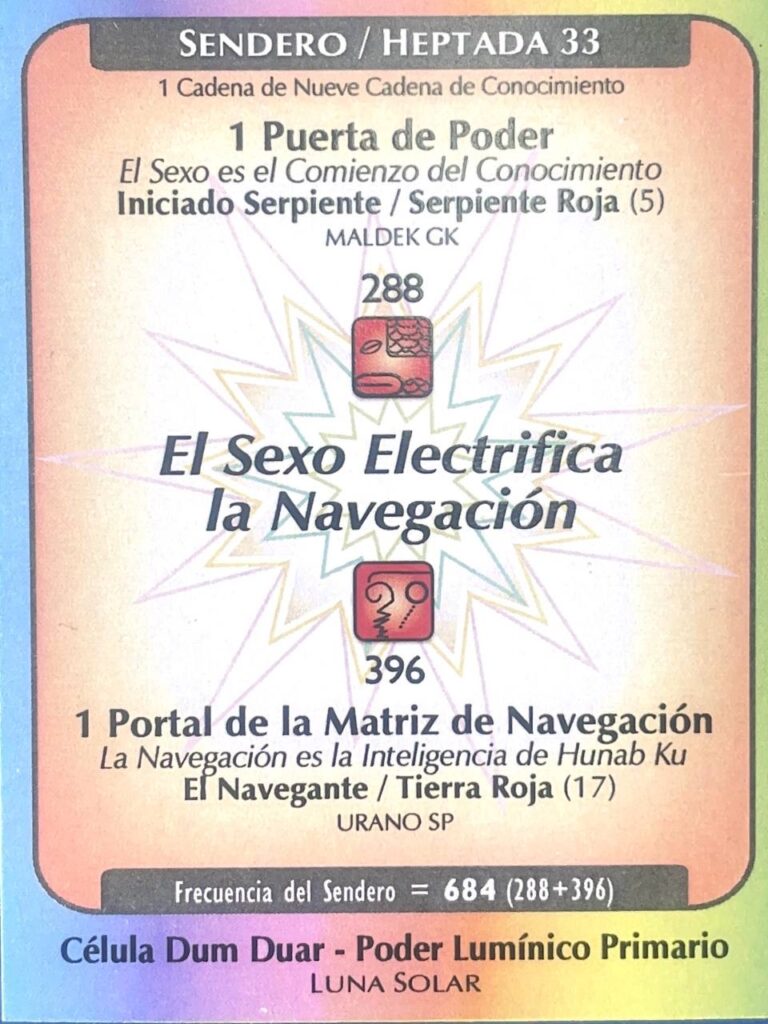 SENDERO / HEPTADA 33
1 Cadena de Nueve Cadena de Conocimiento
1 Puerta de Poder
El Sexo es el Comienzo del Conocimiento
Iniciado Serpiente / Serpiente Roja (5)
MALDEK GK
288
El Sexo Electrifica
la Navegación
396
1 Portal de la Matriz de Navegación
La Navegación es la Inteligencia de Hunab Ku
El Navegante / Tierra Roja (17)
URANO SP
Frecuencia del Sendero = 684 (288+396)
Célula Dum Duar - Poder Lumínico Primario
LUNA SOLAR